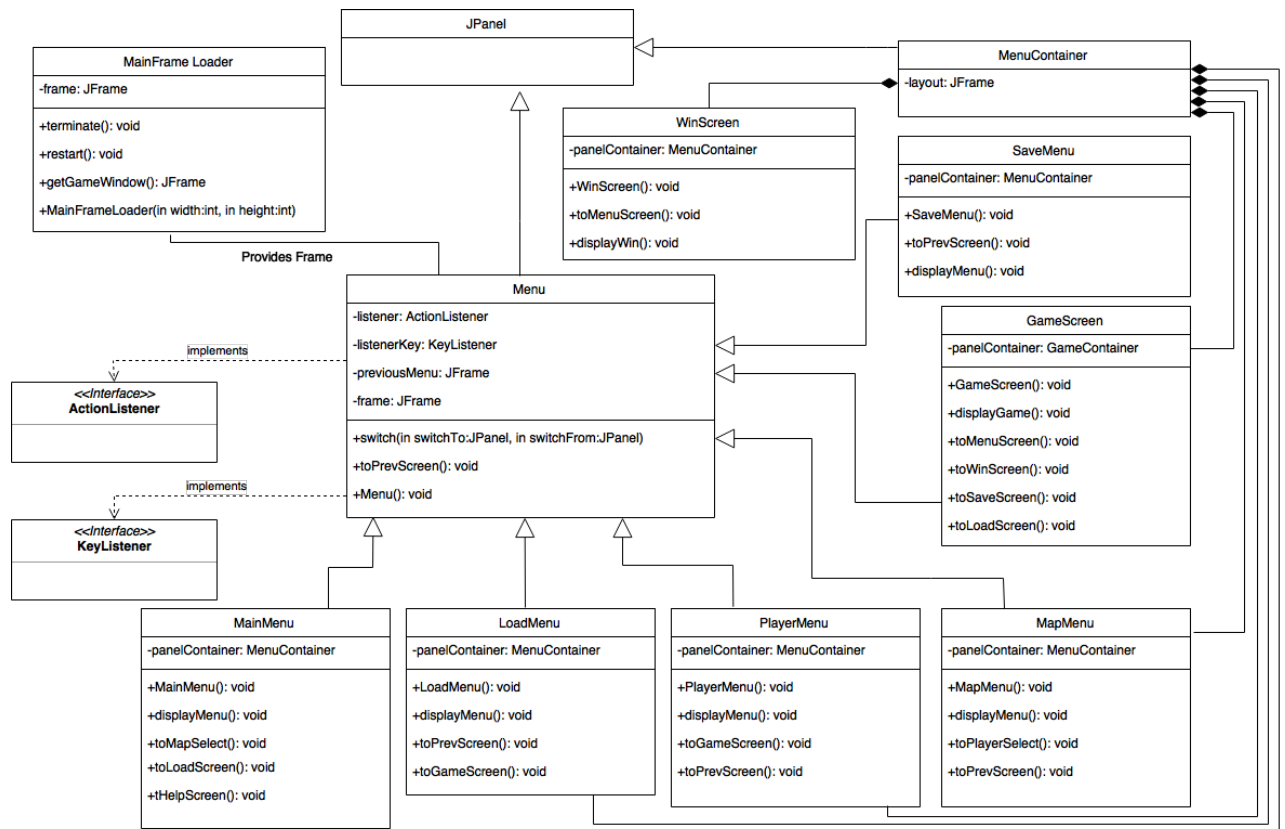 JPanel
MainFrame Loader
-frame: JFrame
+terminate(): void
+restart(): void
+getGameWindow(): JFrame
+MainFrameLoader(in width:int, in height:int)
MenuContainer
-layout: JFrame
WinScreen
-panelContainer: MenuContainer
+WinScreen(): void
+toMenuScreen(): void
+displayWin(): void
SaveMenu
-panelContainer: MenuContainer
+SaveMenu(): void
+toPrevScreen(): void
+displayMenu(): void
Provides Frame
Menu
-listener: ActionListener
-listenerKey: KeyListener
-previousMenu: JFrame
-frame: JFrame
+switch(in switchTo:JPanel, in switchFrom:JPanel)
+toPrevScreen(): void
+Menu(): void
GameScreen
-panelContainer: GameContainer
+GameScreen(): void
+displayGame(): void
+toMenuScreen(): void
+toWinScreen(): void
+toSaveScreen(): void
+toLoadScreen(): void
implements
<<Interface>>
ActionListener
implements
<<Interface>>
KeyListener
MainMenu
-panelContainer: MenuContainer
+MainMenu(): void
+displayMenu(): void
+toMapSelect(): void
+toLoadScreen(): void
+tHelpScreen(): void
LoadMenu
-panelContainer: MenuContainer
+LoadMenu(): void
+displayMenu(): void
+toPrevScreen(): void
+toGameScreen(): void
PlayerMenu
-panelContainer: MenuContainer
+PlayerMenu(): void
+displayMenu(): void
+toGameScreen(): void
+toPrevScreen(): void
MapMenu
-panelContainer: MenuContainer
+MapMenu(): void
+displayMenu(): void
+toPlayerSelect(): void
+toPrevScreen(): void